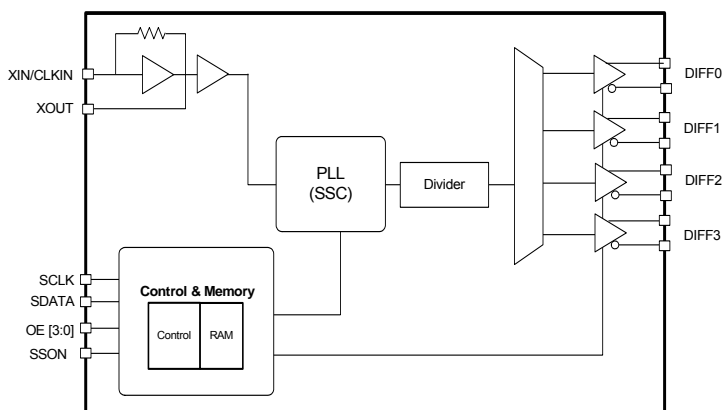 XIN/CLKIN
XOUT
PLL
(SSC)
Divider
DIFF0
DIFF1
DIFF2
DIFF3
SCLK
SDATA
OE [3:0]
SSON
Control & Memory
Control
RAM